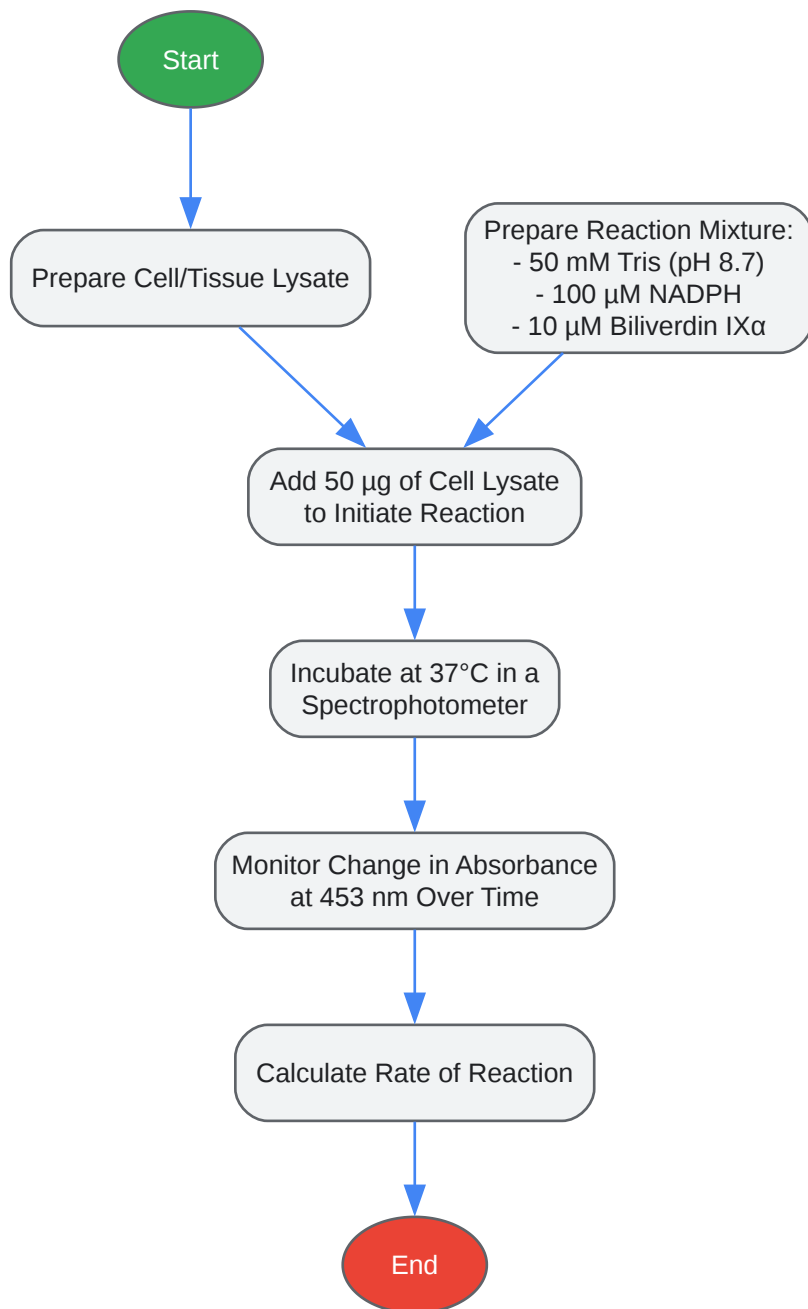 Start
Prepare Cell/Tissue Lysate
Prepare Reaction Mixture:
- 50 mM Tris (pH 8.7)
- 100 µM NADPH
- 10 µM Biliverdin IXα
Add 50 µg of Cell Lysate
to Initiate Reaction
Incubate at 37°C in a
Spectrophotometer
Monitor Change in Absorbance
at 453 nm Over Time
Calculate Rate of Reaction
End